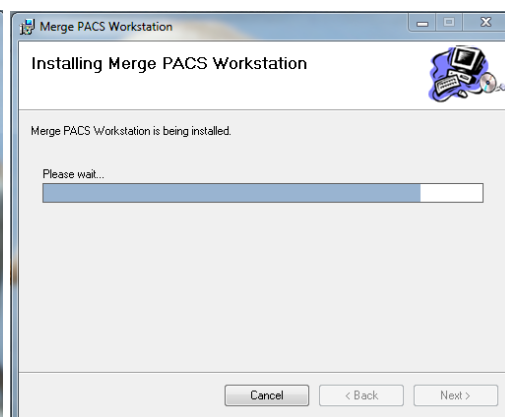 Merge PACS Workstation
Installing Merge PACS Workstation
Merge PACS Workstation is being installed.
Please wait...
Cancel
< Back
Next >